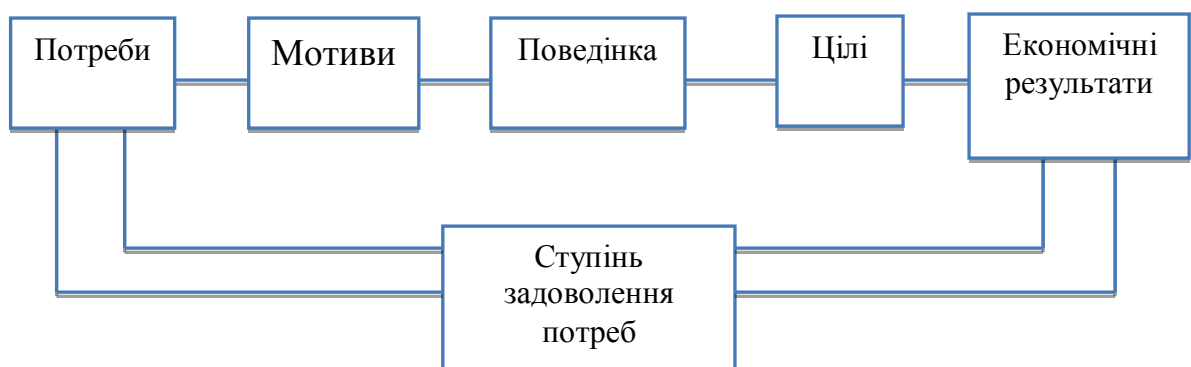 Потреби
Мотиви
Поведінка
Цілі
Економічні
результати
Ступінь
задоволення
потреб